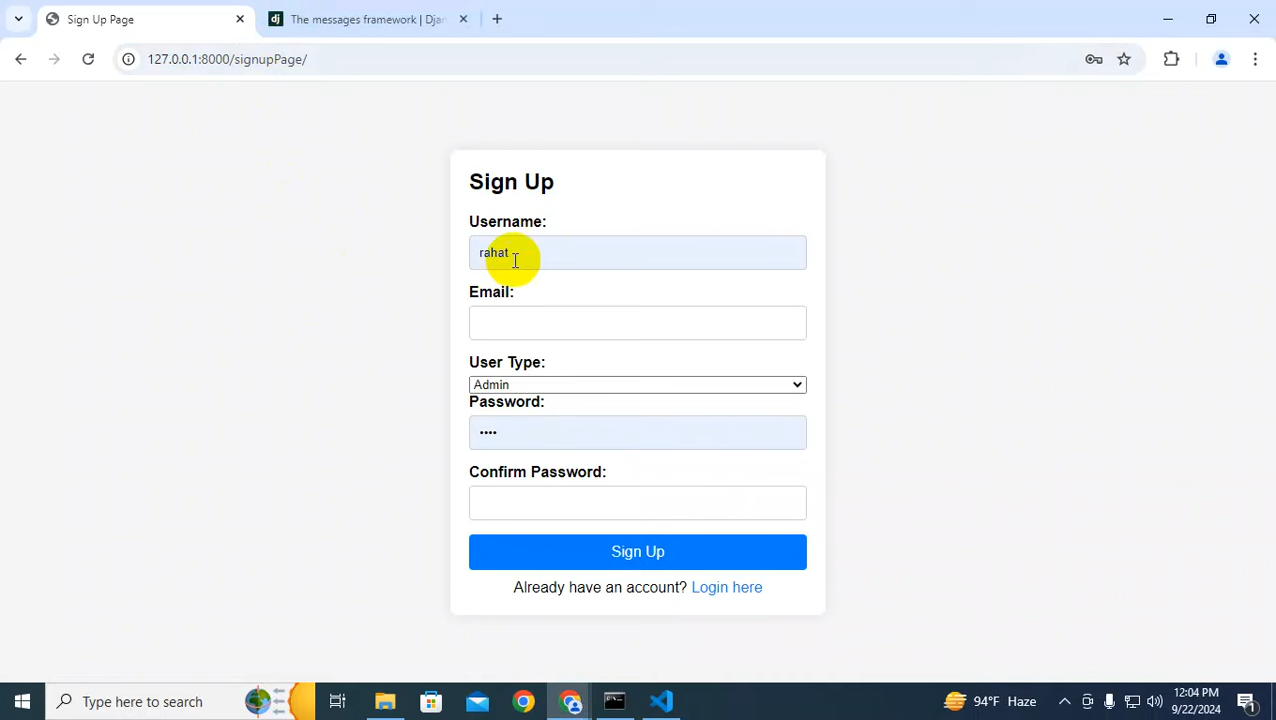 Sign Up Page
The messages framework | Djan
127.0.0.1:8000/signupPage/
Sign Up
Username:
rahat
Email:
User Type:
Admin
Password:
••••
Confirm Password:
Sign Up
Already have an account? Login here
Type here to search
94°F Haze
12:04 PM
9/22/2024
1